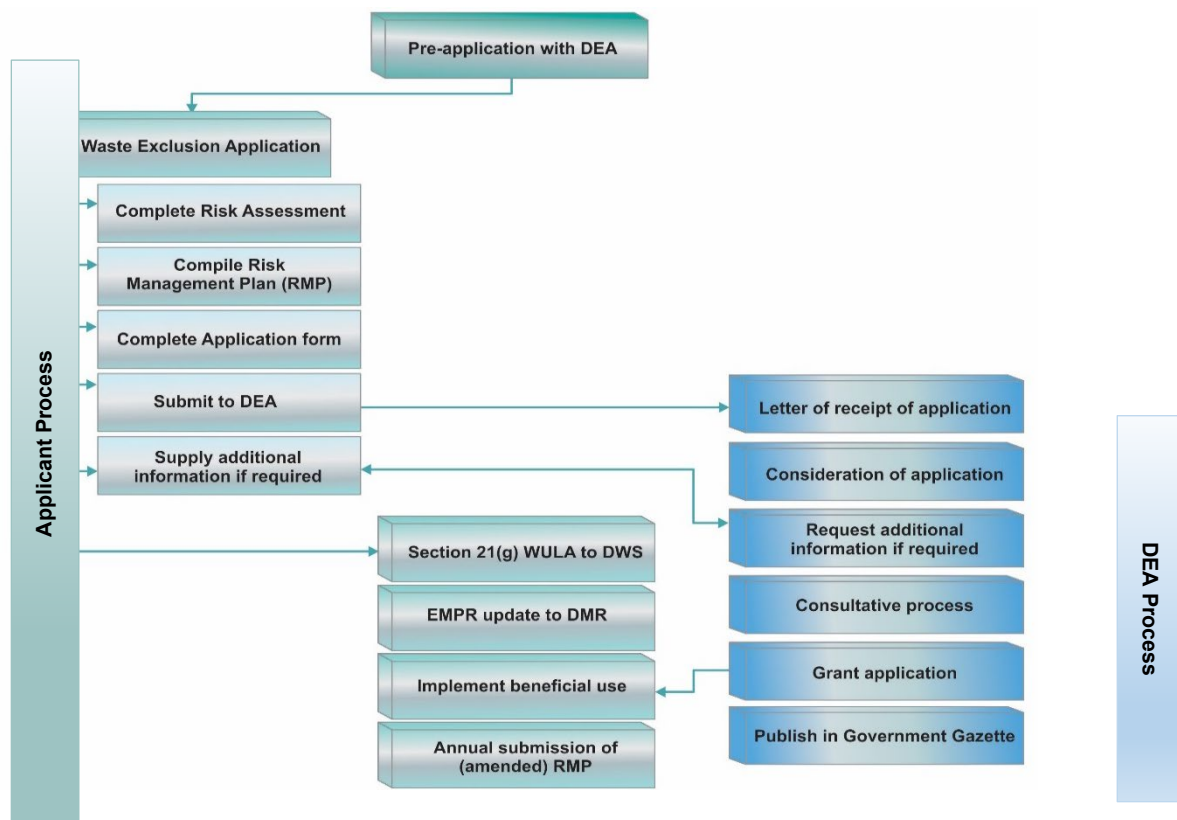 Pre-application with DEA
Waste Exclusion Application
Complete Risk Assessment
Compile Risk
Management Plan (RMP)
Complete Application form
Submit to DEA
Supply additional
information if required
Applicant Process
Section 21(g) WULA to DWS
EMPR update to DMR
Implement beneficial use
Annual submission of
(amended) RMP
Letter of receipt of application
Consideration of application
Request additional
information if required
Consultative process
Grant application
Publish in Government Gazette
DEA Process